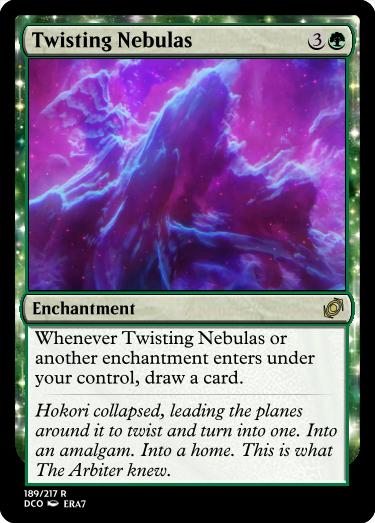 Twisting Nebulas 3
Enchantment
Whenever Twisting Nebulas or
another enchantment enters under
your control, draw a card.
Hokori collapsed, leading the planes
around it to twist and turn into one. Into
an amalgam. Into a home. This is what
The Arbiter knew.
189/217 R
DCO ERA7